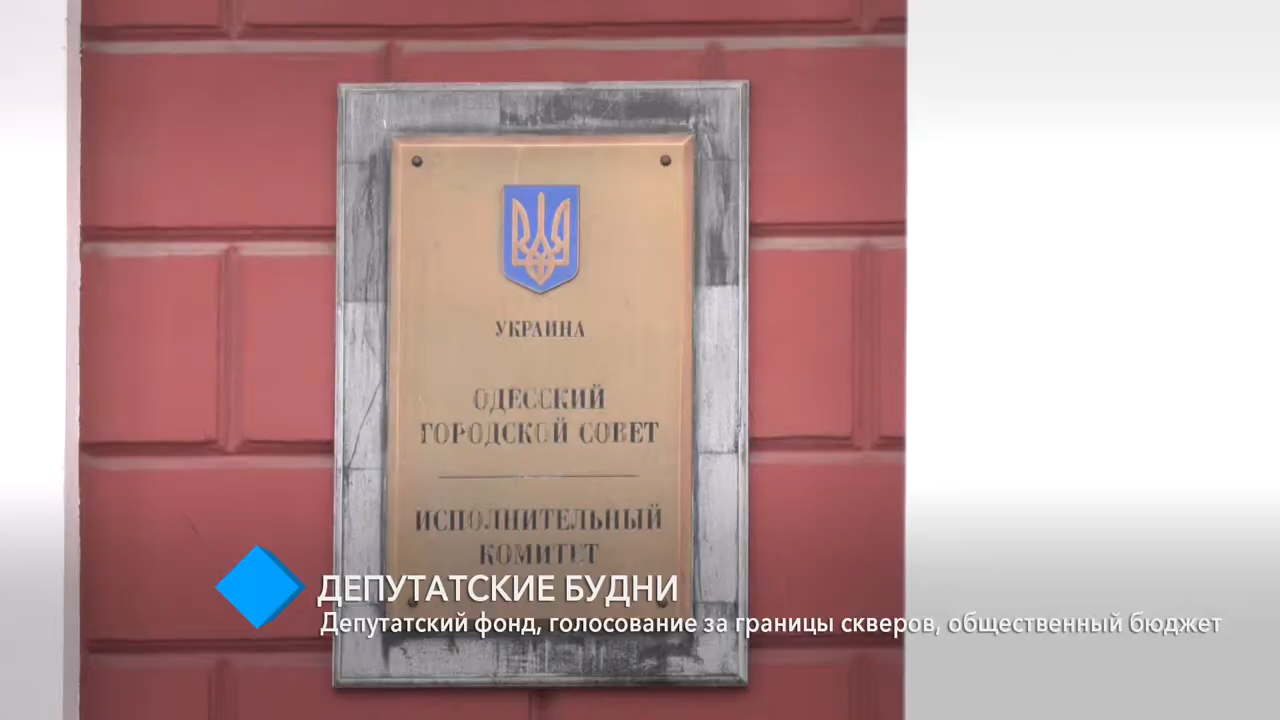 УКРАИНА
ОДЕССКИЙ
ГОРОДСКОЙ СОВЕТ
ИСПОЛНИТЕЛЬНЫЙ
КОМИТЕТ
ДЕПУТАТСКИЕ БУДНИ
Депутатский фонд, голосование за границы скверов, общественный бюджет